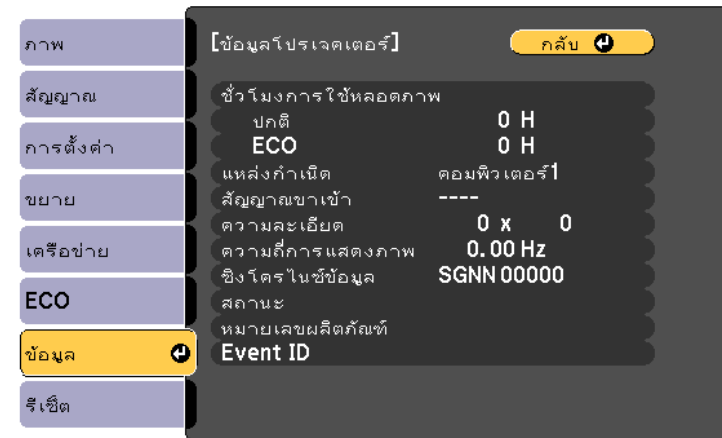 ภาพ
สัญญาณ
การตั้งค่า
ขยาย
เครือข่าย
ECO
ข้อมูล
รีเซ็ต
[ข้อมูลโปรเจคเตอร์]
กลับ
ชั่วโมงการใช้หลอดภาพ
ปกติ 0 H
ECO 0 H
แหล่งกำเนิด คอมพิวเตอร์1
สัญญาณขาเข้า ----
ความละเอียด 0 x 0
ความถี่การแสดงภาพ 0.00 Hz
ซิงโครไนซ์ข้อมูล SGNN 00000
สถานะ
หมายเลขผลิตภัณฑ์
Event ID